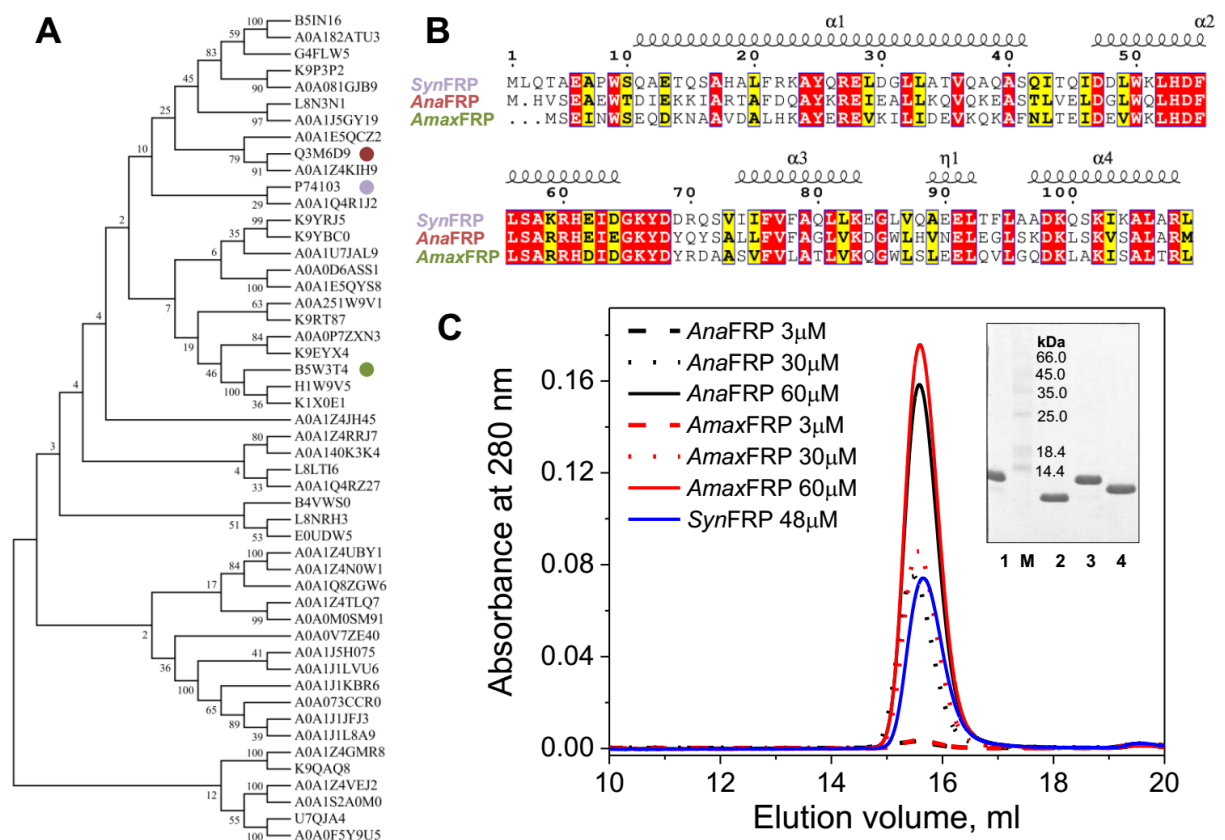 A
B5IN16
A0A182ATU3
G4FLW5
K9P3P2
A0A081GJB9
L8N3N1
A0A1J5GY19
A0A1E5QCZ2
Q3M6D9
A0A1Z4KIH9
P74103
A0A1Q4R1J2
K9YRJ5
K9YBC0
A0A1U7JAL9
A0A0D6ASS1
A0A1E5QYS8
A0A251W9V1
K9RT87
A0A0P7ZXN3
K9EYX4
B5W3T4
H1W9V5
K1X0E1
A0A1Z4JH45
A0A1Z4RRJ7
A0A140K3K4
L8LTI6
A0A1Q4RZ27
B4VWS0
L8NRH3
E0UDW5
A0A1Z4UBY1
A0A1Z4N0W1
A0A1Q8ZGW6
A0A1Z4TLQ7
A0A0M0SM91
A0A0V7ZE40
A0A1J5H075
A0A1J1LVU6
A0A1J1KBR6
A0A073CCR0
A0A1J1JFJ3
A0A1J1L8A9
A0A1Z4GMR8
K9QAQ8
A0A1Z4VEJ2
A0A1S2A0M0
U7QJA4
A0A0F5Y9U5
100
59
83
90
45
97
25
79
91
10
29
2
99
35
6
100
7
63
19
84
46
100
36
4
4
80
4
33
3
51
53
100
84
17
99
2
36
41
100
65
89
39
100
12
55
100
B
α1 α2
1 10 20 30 40 50
SynFRP MLQTAEAPWSQAETQSAHALFRKAYQRELDGLLATVQAQASQITQIDDLWKLHDF
AnaFRP M.HVSEAEWTDIEKKIARTAFDQAYKREIEALLKQVQKEASTLVELDGLWQLHDF
AmaxFRP ...MSEINWSEQDKNAVDALHKAYEREVKILIDEVKQKAFNLTEIDEVWKLHDF
α3 η1 α4
60 70 80 90 100
SynFRP LSAKRHEIDGKYDDRQSVIIFVFAQLLKEGLVQAEELTFLAADKQSKIKALARL
AnaFRP LSARRHEIEGKYDYQYSALLFVFAGLVKDGWLHVNELEGLSKDKLSKVSALARM
AmaxFRP LSARRHDIDGKYDYRDAASVFVLATLVKQGWLSLEELQVLGQDKLAKISALTRL
C
AnaFRP 3μM
AnaFRP 30μM
AnaFRP 60μM
AmaxFRP 3μM
AmaxFRP 30μM
AmaxFRP 60μM
SynFRP 48μM
kDa
66.0
45.0
35.0
25.0
18.4
14.4
1 M 2 3 4
Absorbance at 280 nm
0.16
0.12
0.08
0.04
0.00
10 12 14 16 18 20
Elution volume, ml